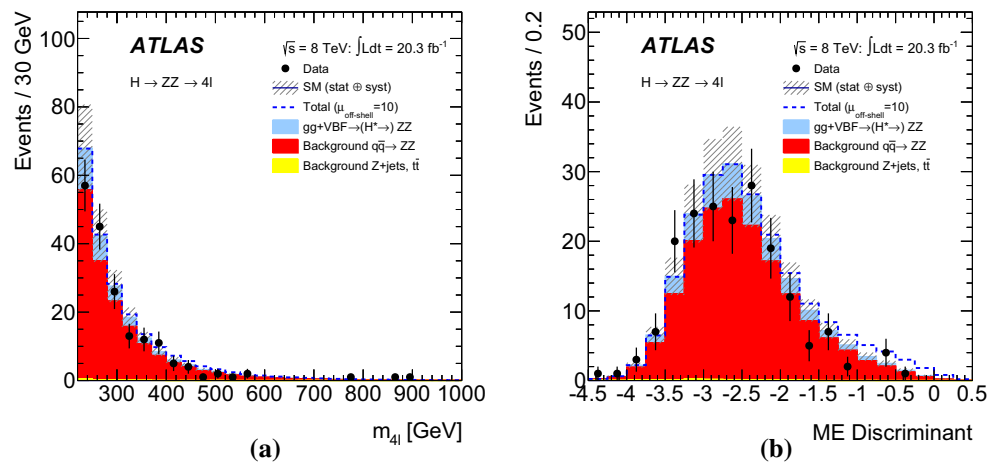 Events / 30 GeV
100
80
60
40
20
0
ATLAS
H → ZZ → 4l
√s = 8 TeV: ∫Ldt = 20.3 fb⁻¹
Data
SM (stat ⊕ syst)
Total (μoff-shell=10)
gg+VBF→(H*→) ZZ
Background qq̄→ ZZ
Background Z+jets, tt̄
300 400 500 600 700 800 900 1000
m4l [GeV]
(a)
Events / 0.2
50
40
30
20
10
0
ATLAS
H → ZZ → 4l
√s = 8 TeV: ∫Ldt = 20.3 fb⁻¹
Data
SM (stat ⊕ syst)
Total (μoff-shell=10)
gg+VBF→(H*→) ZZ
Background qq̄→ ZZ
Background Z+jets, tt̄
-4.5 -4 -3.5 -3 -2.5 -2 -1.5 -1 -0.5 0 0.5
ME Discriminant
(b)